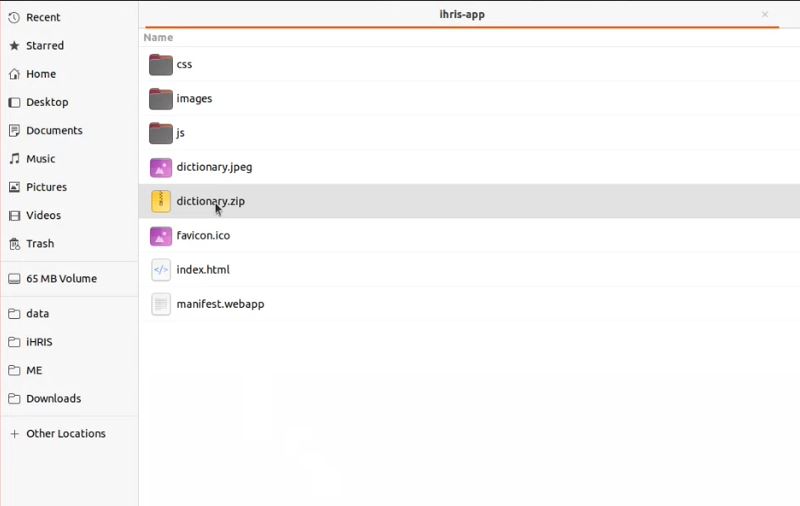 Recent
Starred
Home
Desktop
Documents
Music
Pictures
Videos
Trash
65 MB Volume
data
iHRIS
ME
Downloads
Other Locations
ihris-app
Name
css
images
js
dictionary.jpeg
dictionary.zip
favicon.ico
index.html
manifest.webapp